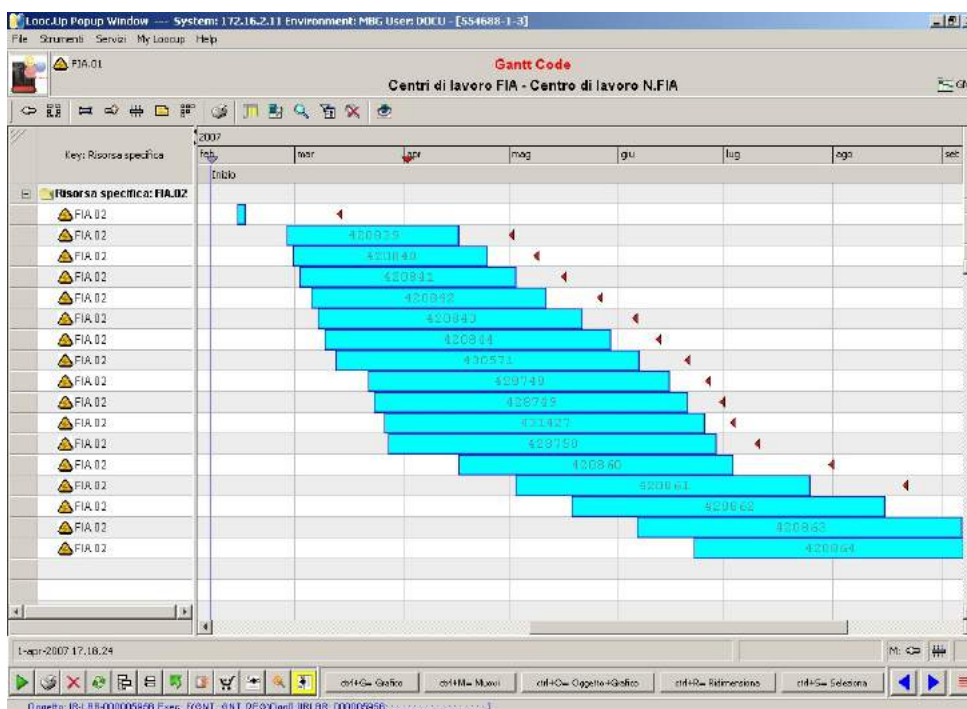 Looc.Up Popup Window --- System: 172.16.2.11 Environment: MBG User: DOCU - [554688-1-3]
File Strumenti Servizi My Looc.up Help
FIA.01
Gantt Code
Centri di lavoro FIA - Centro di lavoro N.FIA
2007
Key: Risorsa specifica
feb mar apr mag giu lug ago set
Inizio
Risorsa specifica: FIA.02
FIA.02
FIA.02 420839
FIA.02 420840
FIA.02 420841
FIA.02 420842
FIA.02 420843
FIA.02 420844
FIA.02 430571
FIA.02 428748
FIA.02 428749
FIA.02 431427
FIA.02 428750
FIA.02 420860
FIA.02 420861
FIA.02 420862
FIA.02 420863
FIA.02 420864
1-apr-2007 17.18.24
M:
ctrl+G= Grafico ctrl+M= Muovi ctrl+O= Oggetto+Grafico ctrl+R= Ridimensiona ctrl+S= Seleziona